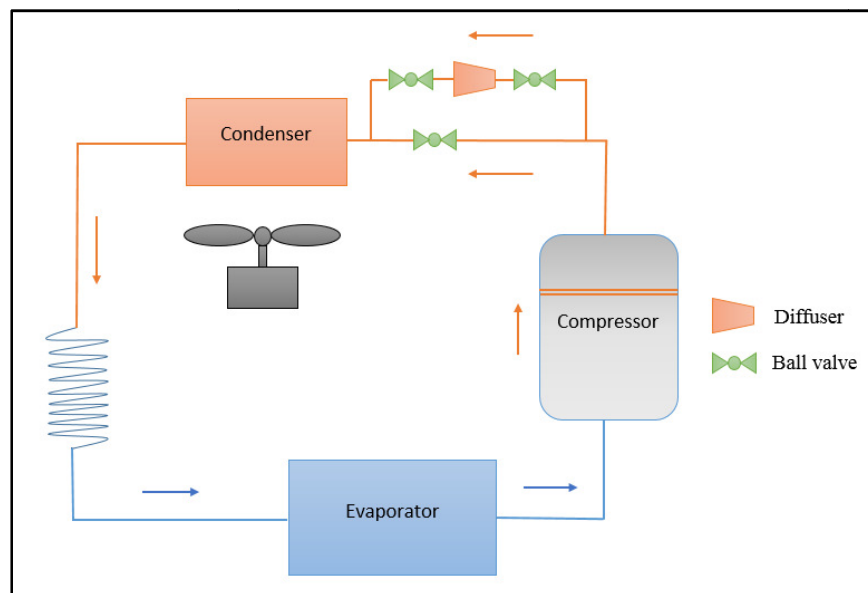 Condenser
Compressor
Diffuser
Ball valve
Evaporator